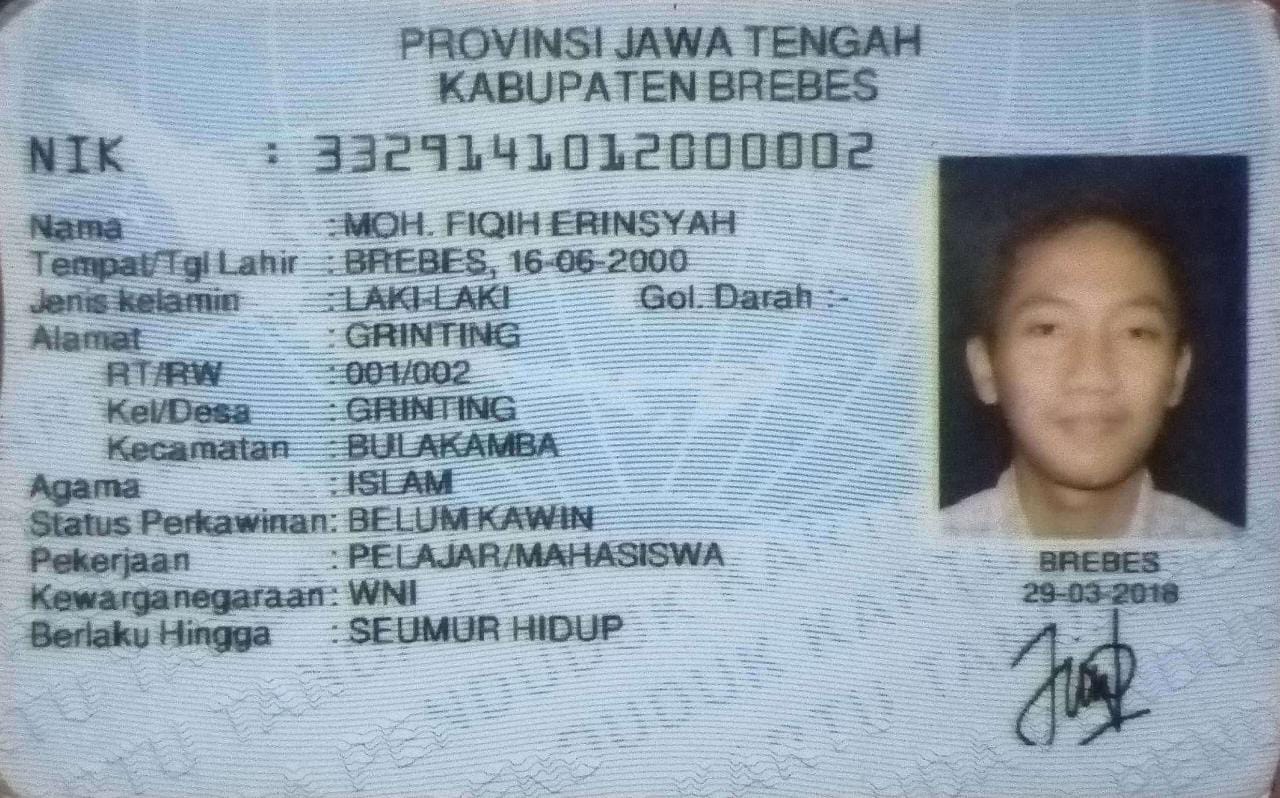 PROVINSI JAWA TENGAH
KABUPATEN BREBES
NIK : 3329141012000002
Nama : MOH. FIQIH ERINSYAH
Tempat/Tgl Lahir : BREBES, 16-06-2000
Jenis kelamin : LAKI-LAKI Gol. Darah : -
Alamat : GRINTING
RT/RW : 001/002
Kel/Desa : GRINTING
Kecamatan : BULAKAMBA
Agama : ISLAM
Status Perkawinan: BELUM KAWIN
Pekerjaan : PELAJAR/MAHASISWA
Kewarganegaraan: WNI
Berlaku Hingga : SEUMUR HIDUP
BREBES
29-03-2018